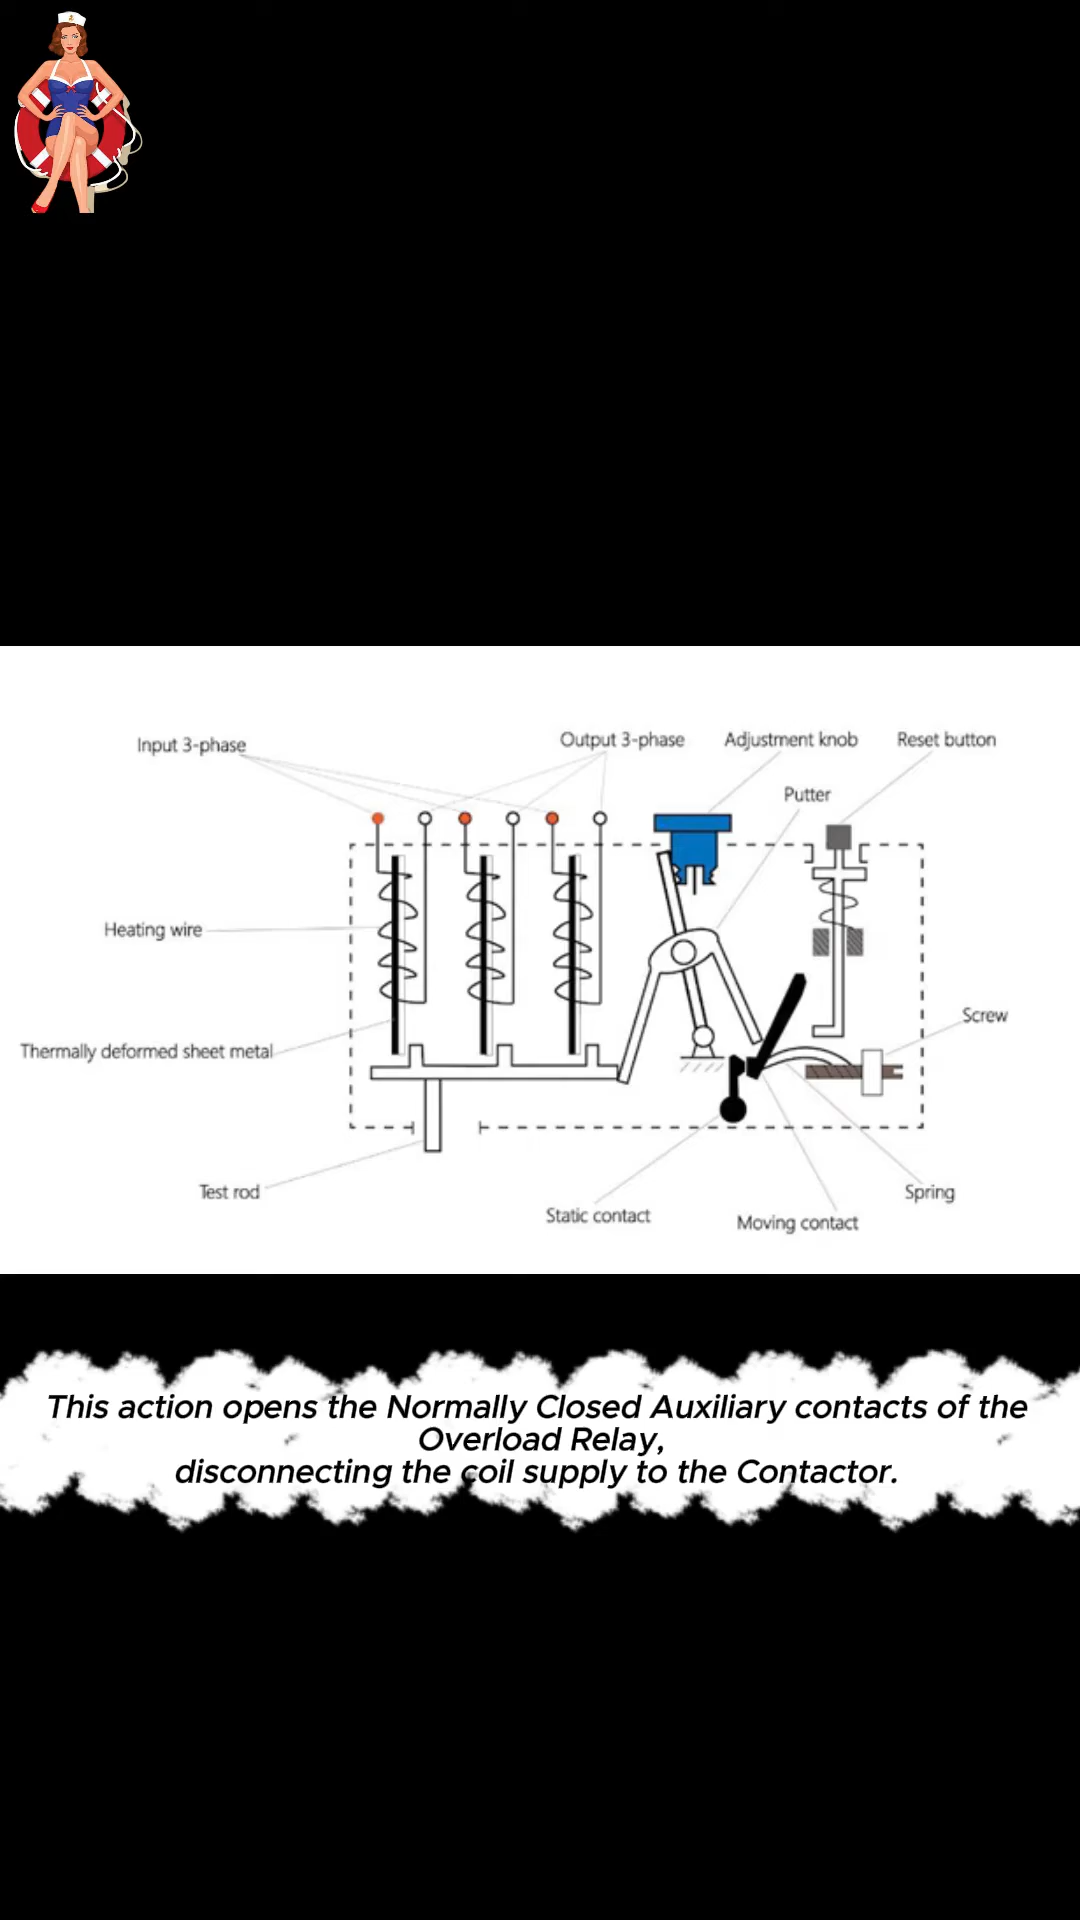 Input 3-phase
Output 3-phase
Adjustment knob
Reset button
Putter
Heating wire
Screw
Thermally deformed sheet metal
Test rod
Spring
Static contact
Moving contact
This action opens the Normally Closed Auxiliary contacts of the
Overload Relay,
disconnecting the coil supply to the Contactor.